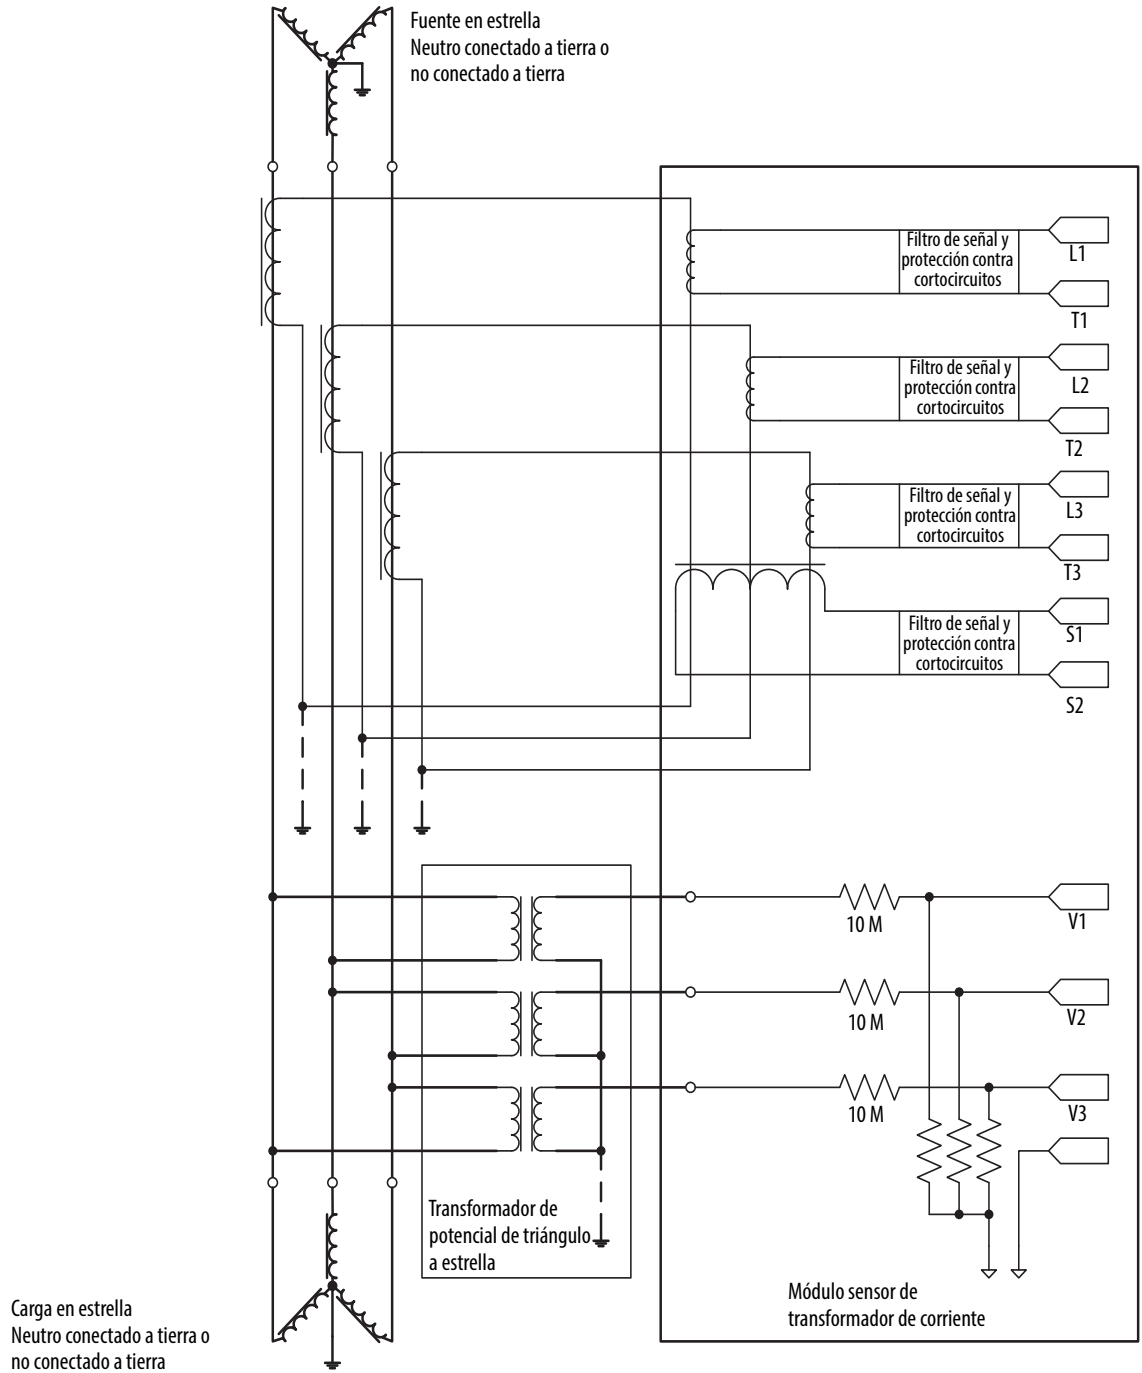 Fuente en estrella
Neutro conectado a tierra o
no conectado a tierra
Filtro de señal y
protección contra
cortocircuitos
L1
T1
Filtro de señal y
protección contra
cortocircuitos
L2
T2
Filtro de señal y
protección contra
cortocircuitos
L3
T3
Filtro de señal y
protección contra
cortocircuitos
S1
S2
10 M
V1
10 M
V2
10 M
V3
Transformador de
potencial de triángulo
a estrella
Módulo sensor de
transformador de corriente
Carga en estrella
Neutro conectado a tierra o
no conectado a tierra